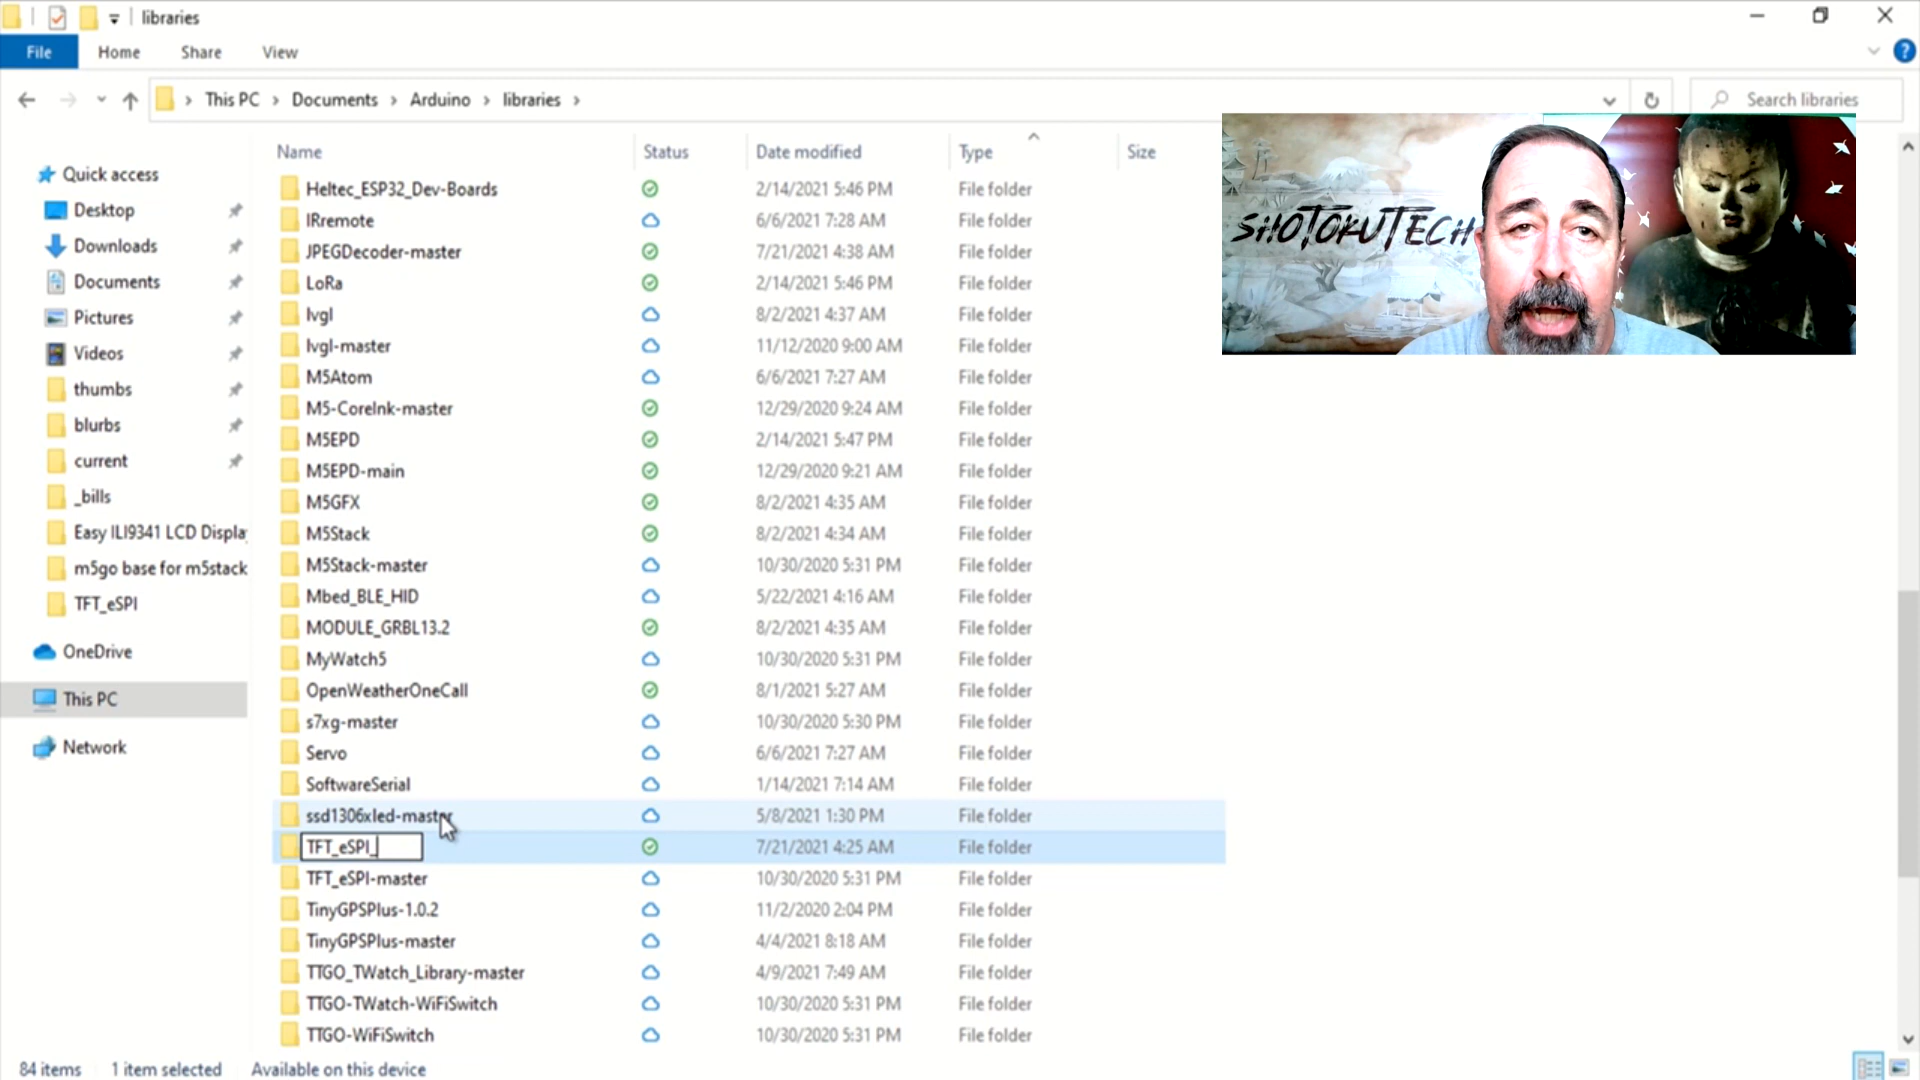 libraries
File Home Share View
This PC Documents Arduino libraries
Search libraries
Name Status Date modified Type Size
Quick access
Desktop
Downloads
Documents
Pictures
Videos
thumbs
blurbs
current
_bills
Easy ILI9341 LCD Displa
m5go base for m5stack
TFT_eSPI
OneDrive
This PC
Network
Heltec_ESP32_Dev-Boards 2/14/2021 5:46 PM File folder
IRremote 6/6/2021 7:28 AM File folder
JPEGDecoder-master 7/21/2021 4:38 AM File folder
LoRa 2/14/2021 5:46 PM File folder
lvgl 8/2/2021 4:37 AM File folder
lvgl-master 11/12/2020 9:00 AM File folder
M5Atom 6/6/2021 7:27 AM File folder
M5-CoreInk-master 12/29/2020 9:24 AM File folder
M5EPD 2/14/2021 5:47 PM File folder
M5EPD-main 12/29/2020 9:21 AM File folder
M5GFX 8/2/2021 4:35 AM File folder
M5Stack 8/2/2021 4:34 AM File folder
M5Stack-master 10/30/2020 5:31 PM File folder
Mbed_BLE_HID 5/22/2021 4:16 AM File folder
MODULE_GRBL13.2 8/2/2021 4:35 AM File folder
MyWatch5 10/30/2020 5:31 PM File folder
OpenWeatherOneCall 8/1/2021 5:27 AM File folder
s7xg-master 10/30/2020 5:30 PM File folder
Servo 6/6/2021 7:27 AM File folder
SoftwareSerial 1/14/2021 7:14 AM File folder
ssd1306xled-master 5/8/2021 1:30 PM File folder
TFT_eSPI_ 7/21/2021 4:25 AM File folder
TFT_eSPI-master 10/30/2020 5:31 PM File folder
TinyGPSPlus-1.0.2 11/2/2020 2:04 PM File folder
TinyGPSPlus-master 4/4/2021 8:18 AM File folder
TTGO_TWatch_Library-master 4/9/2021 7:49 AM File folder
TTGO-TWatch-WiFiSwitch 10/30/2020 5:31 PM File folder
TTGO-WiFiSwitch 10/30/2020 5:31 PM File folder
SHOTOKUTECH
84 items 1 item selected Available on this device